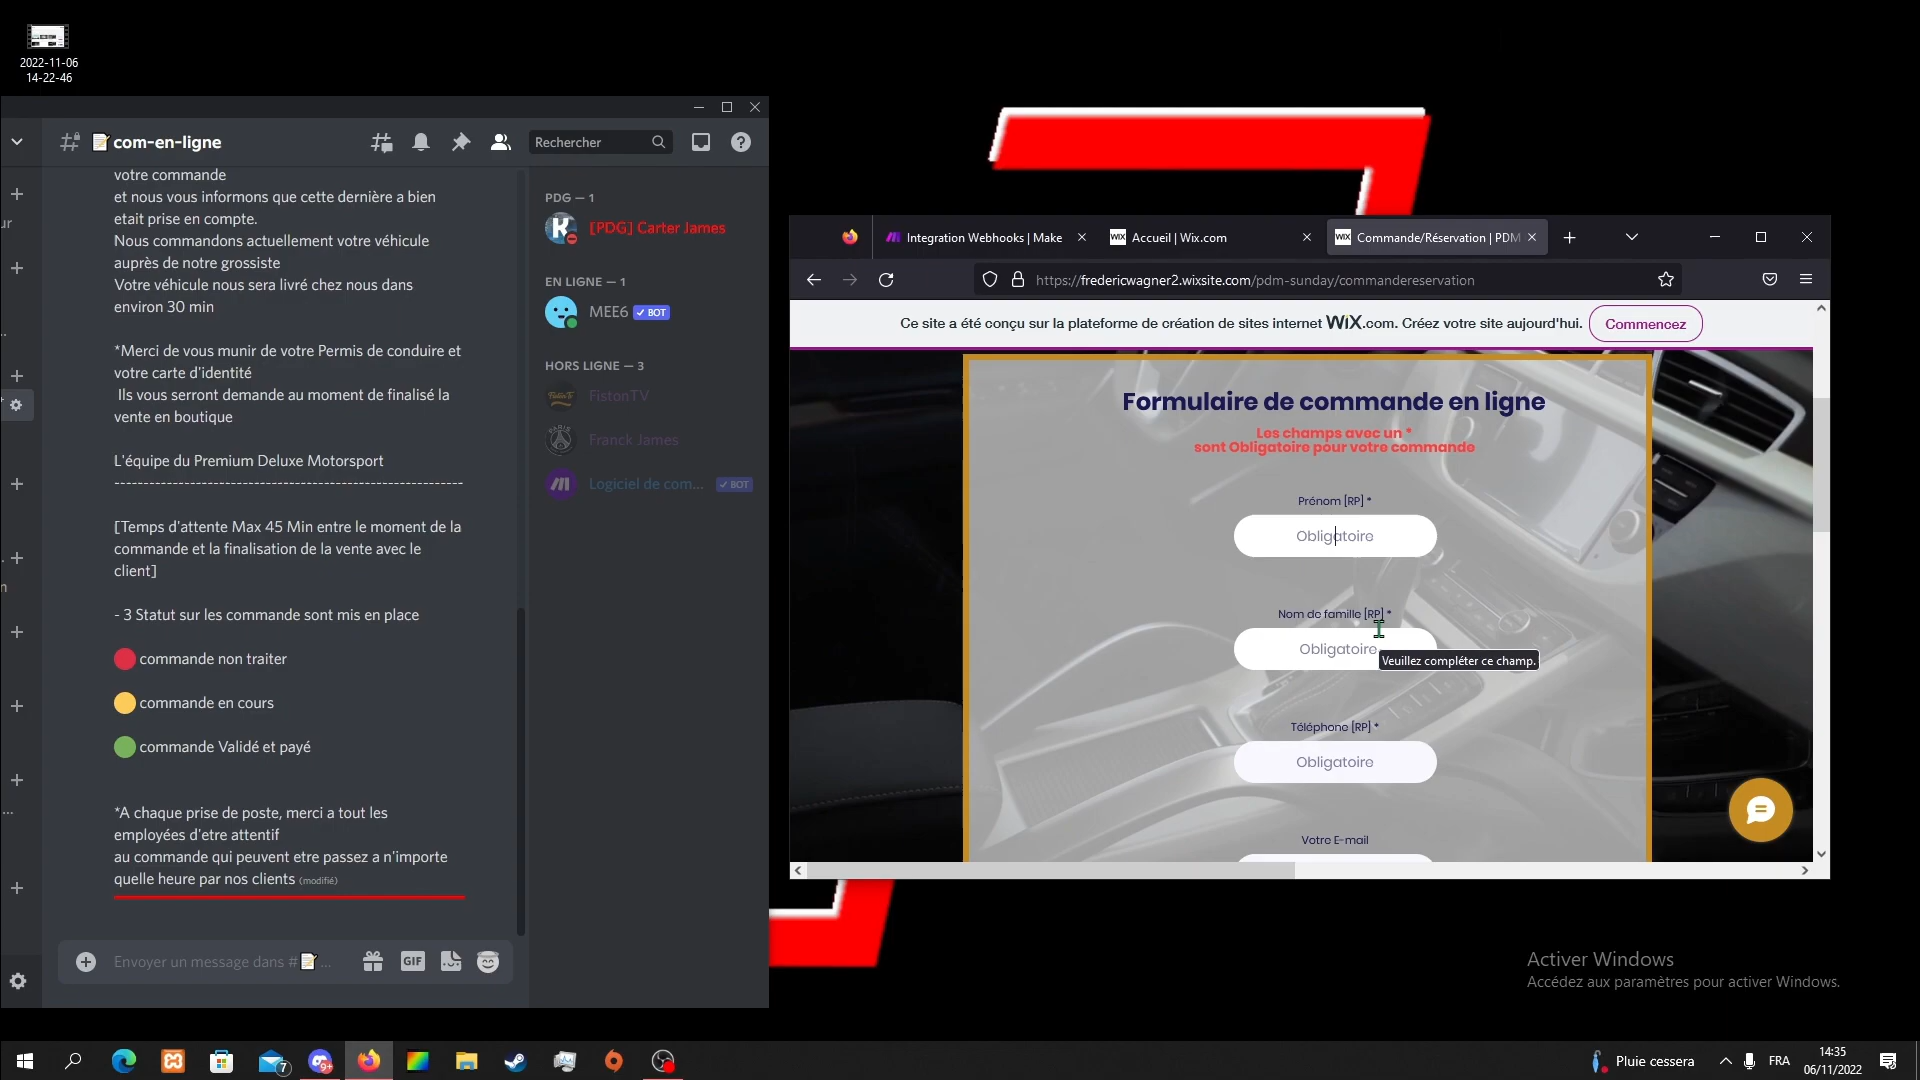 2022-11-06
14-22-46
com-en-ligne
Rechercher
votre commande
et nous vous informons que cette dernière a bien
etait prise en compte.
Nous commandons actuellement votre véhicule
auprès de notre grossiste
Votre véhicule nous sera livré chez nous dans
environ 30 min
*Merci de vous munir de votre Permis de conduire et
votre carte d'identité
Ils vous serront demande au moment de finalisé la
vente en boutique
L'équipe du Premium Deluxe Motorsport
------------------------------------------------------------
[Temps d'attente Max 45 Min entre le moment de la
commande et la finalisation de la vente avec le
client]
- 3 Statut sur les commande sont mis en place
commande non traiter
commande en cours
commande Validé et payé
*A chaque prise de poste, merci a tout les
employées d'etre attentif
au commande qui peuvent etre passez a n'importe
quelle heure par nos clients (modifié)
Envoyer un message dans # ...
GIF
PDG — 1
[PDG] Carter James
EN LIGNE — 1
MEE6 ✓ BOT
HORS LIGNE — 3
FistonTV
Franck James
Logiciel de com... ✓ BOT
Integration Webhooks | Make
WIX Accueil | Wix.com
WIX Commande/Réservation | PDM
https://fredericwagner2.wixsite.com/pdm-sunday/commandereservation
Ce site a été conçu sur la plateforme de création de sites internet WiX.com. Créez votre site aujourd'hui.
Commencez
Formulaire de commande en ligne
Les champs avec un *
sont Obligatoire pour votre commande
Prénom [RP] *
Obligatoire
Nom de famille [RP] *
Obligatoire
Veuillez compléter ce champ.
Téléphone [RP] *
Obligatoire
Votre E-mail
Activer Windows
Accédez aux paramètres pour activer Windows.
7
9+
Pluie cessera
FRA
14:35
06/11/2022